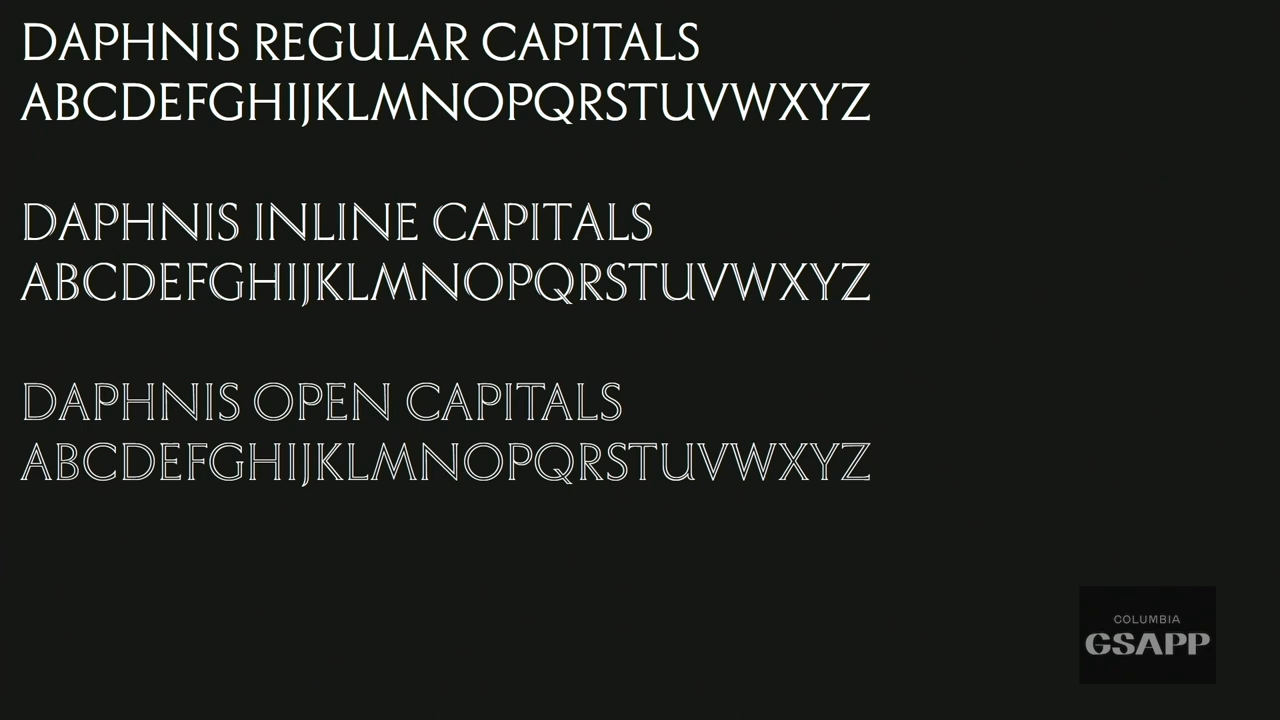 DAPHNIS REGULAR CAPITALS
ABCDEFGHIJKLMNOPQRSTUVWXYZ
DAPHNIS INLINE CAPITALS
ABCDEFGHIJKLMNOPQRSTUVWXYZ
DAPHNIS OPEN CAPITALS
ABCDEFGHIJKLMNOPQRSTUVWXYZ
COLUMBIA
GSAPP